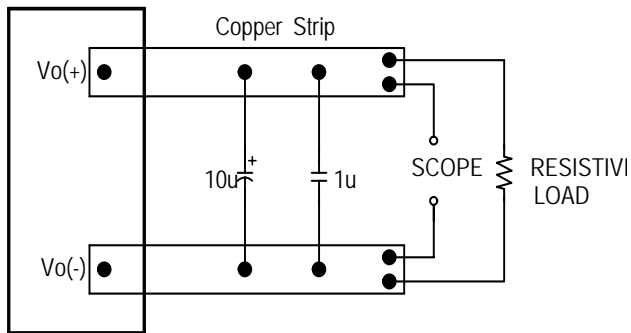 Copper Strip
Vo(+)
+
10u
1u
SCOPE
RESISTIVE
LOAD
Vo(-)